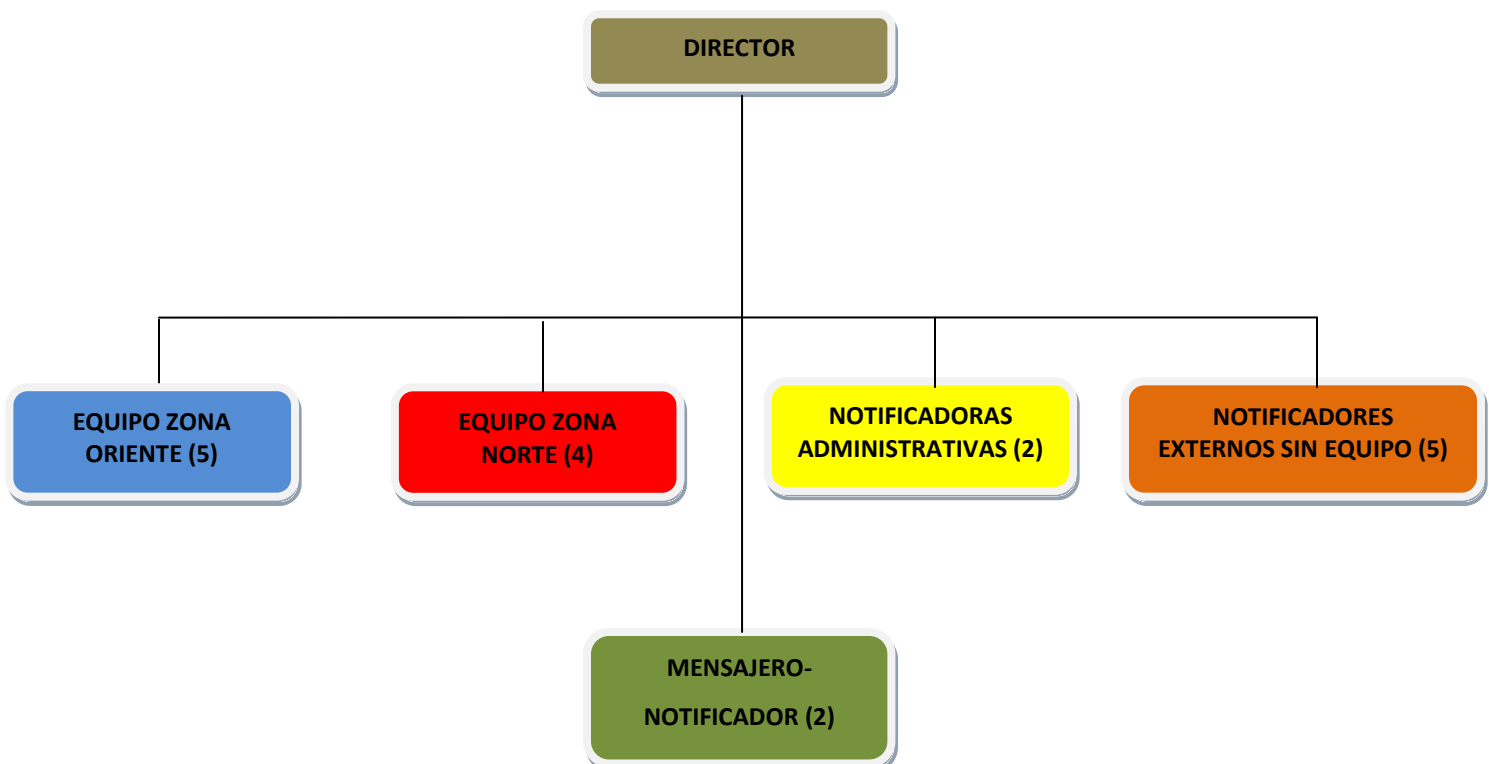 DIRECTOR
EQUIPO ZONA
ORIENTE (5)
EQUIPO ZONA
NORTE (4)
NOTIFICADORAS
ADMINISTRATIVAS (2)
NOTIFICADORES
EXTERNOS SIN EQUIPO (5)
MENSAJERO-
NOTIFICADOR (2)